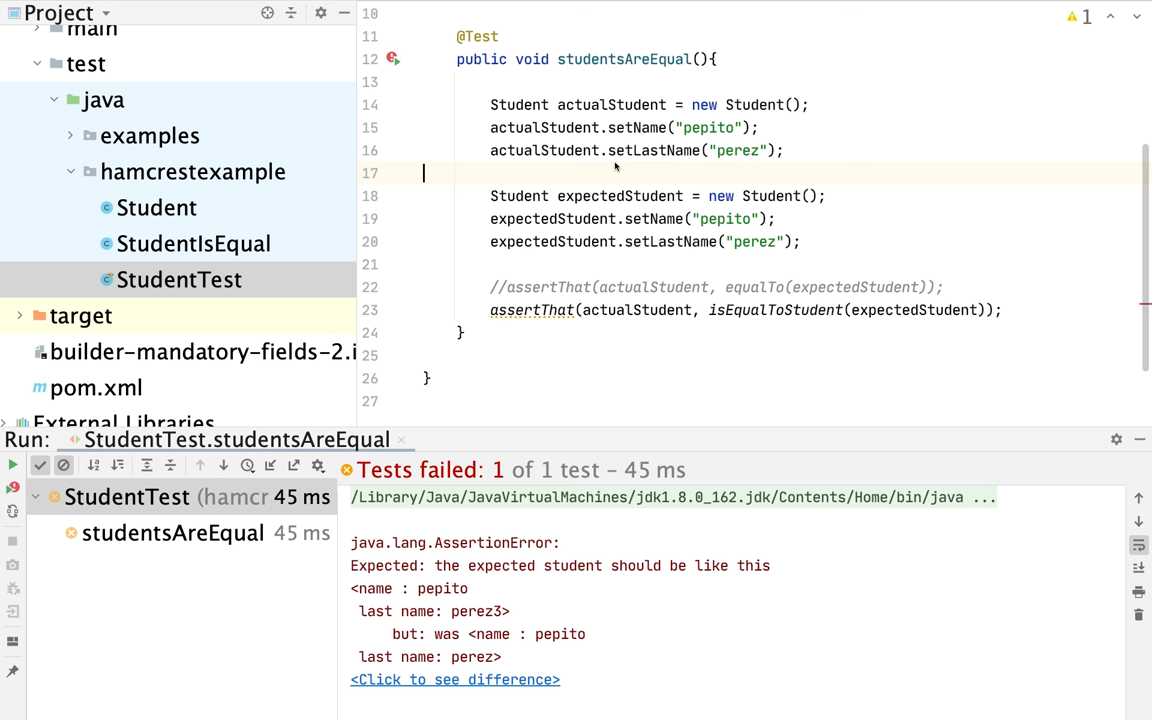 Project
main
test
java
examples
hamcrestexample
Student
StudentIsEqual
StudentTest
target
builder-mandatory-fields-2.i
pom.xml
External Libraries
1
10
11 @Test
12 public void studentsAreEqual(){
13
14 Student actualStudent = new Student();
15 actualStudent.setName("pepito");
16 actualStudent.setLastName("perez");
17
18 Student expectedStudent = new Student();
19 expectedStudent.setName("pepito");
20 expectedStudent.setLastName("perez");
21
22 //assertThat(actualStudent, equalTo(expectedStudent));
23 assertThat(actualStudent, isEqualToStudent(expectedStudent));
24 }
25
26 }
27
Run: StudentTest.studentsAreEqual
Tests failed: 1 of 1 test – 45 ms
StudentTest (hamcr 45 ms
studentsAreEqual 45 ms
/Library/Java/JavaVirtualMachines/jdk1.8.0_162.jdk/Contents/Home/bin/java ...
java.lang.AssertionError:
Expected: the expected student should be like this
<name : pepito
last name: perez3>
but: was <name : pepito
last name: perez>
<Click to see difference>